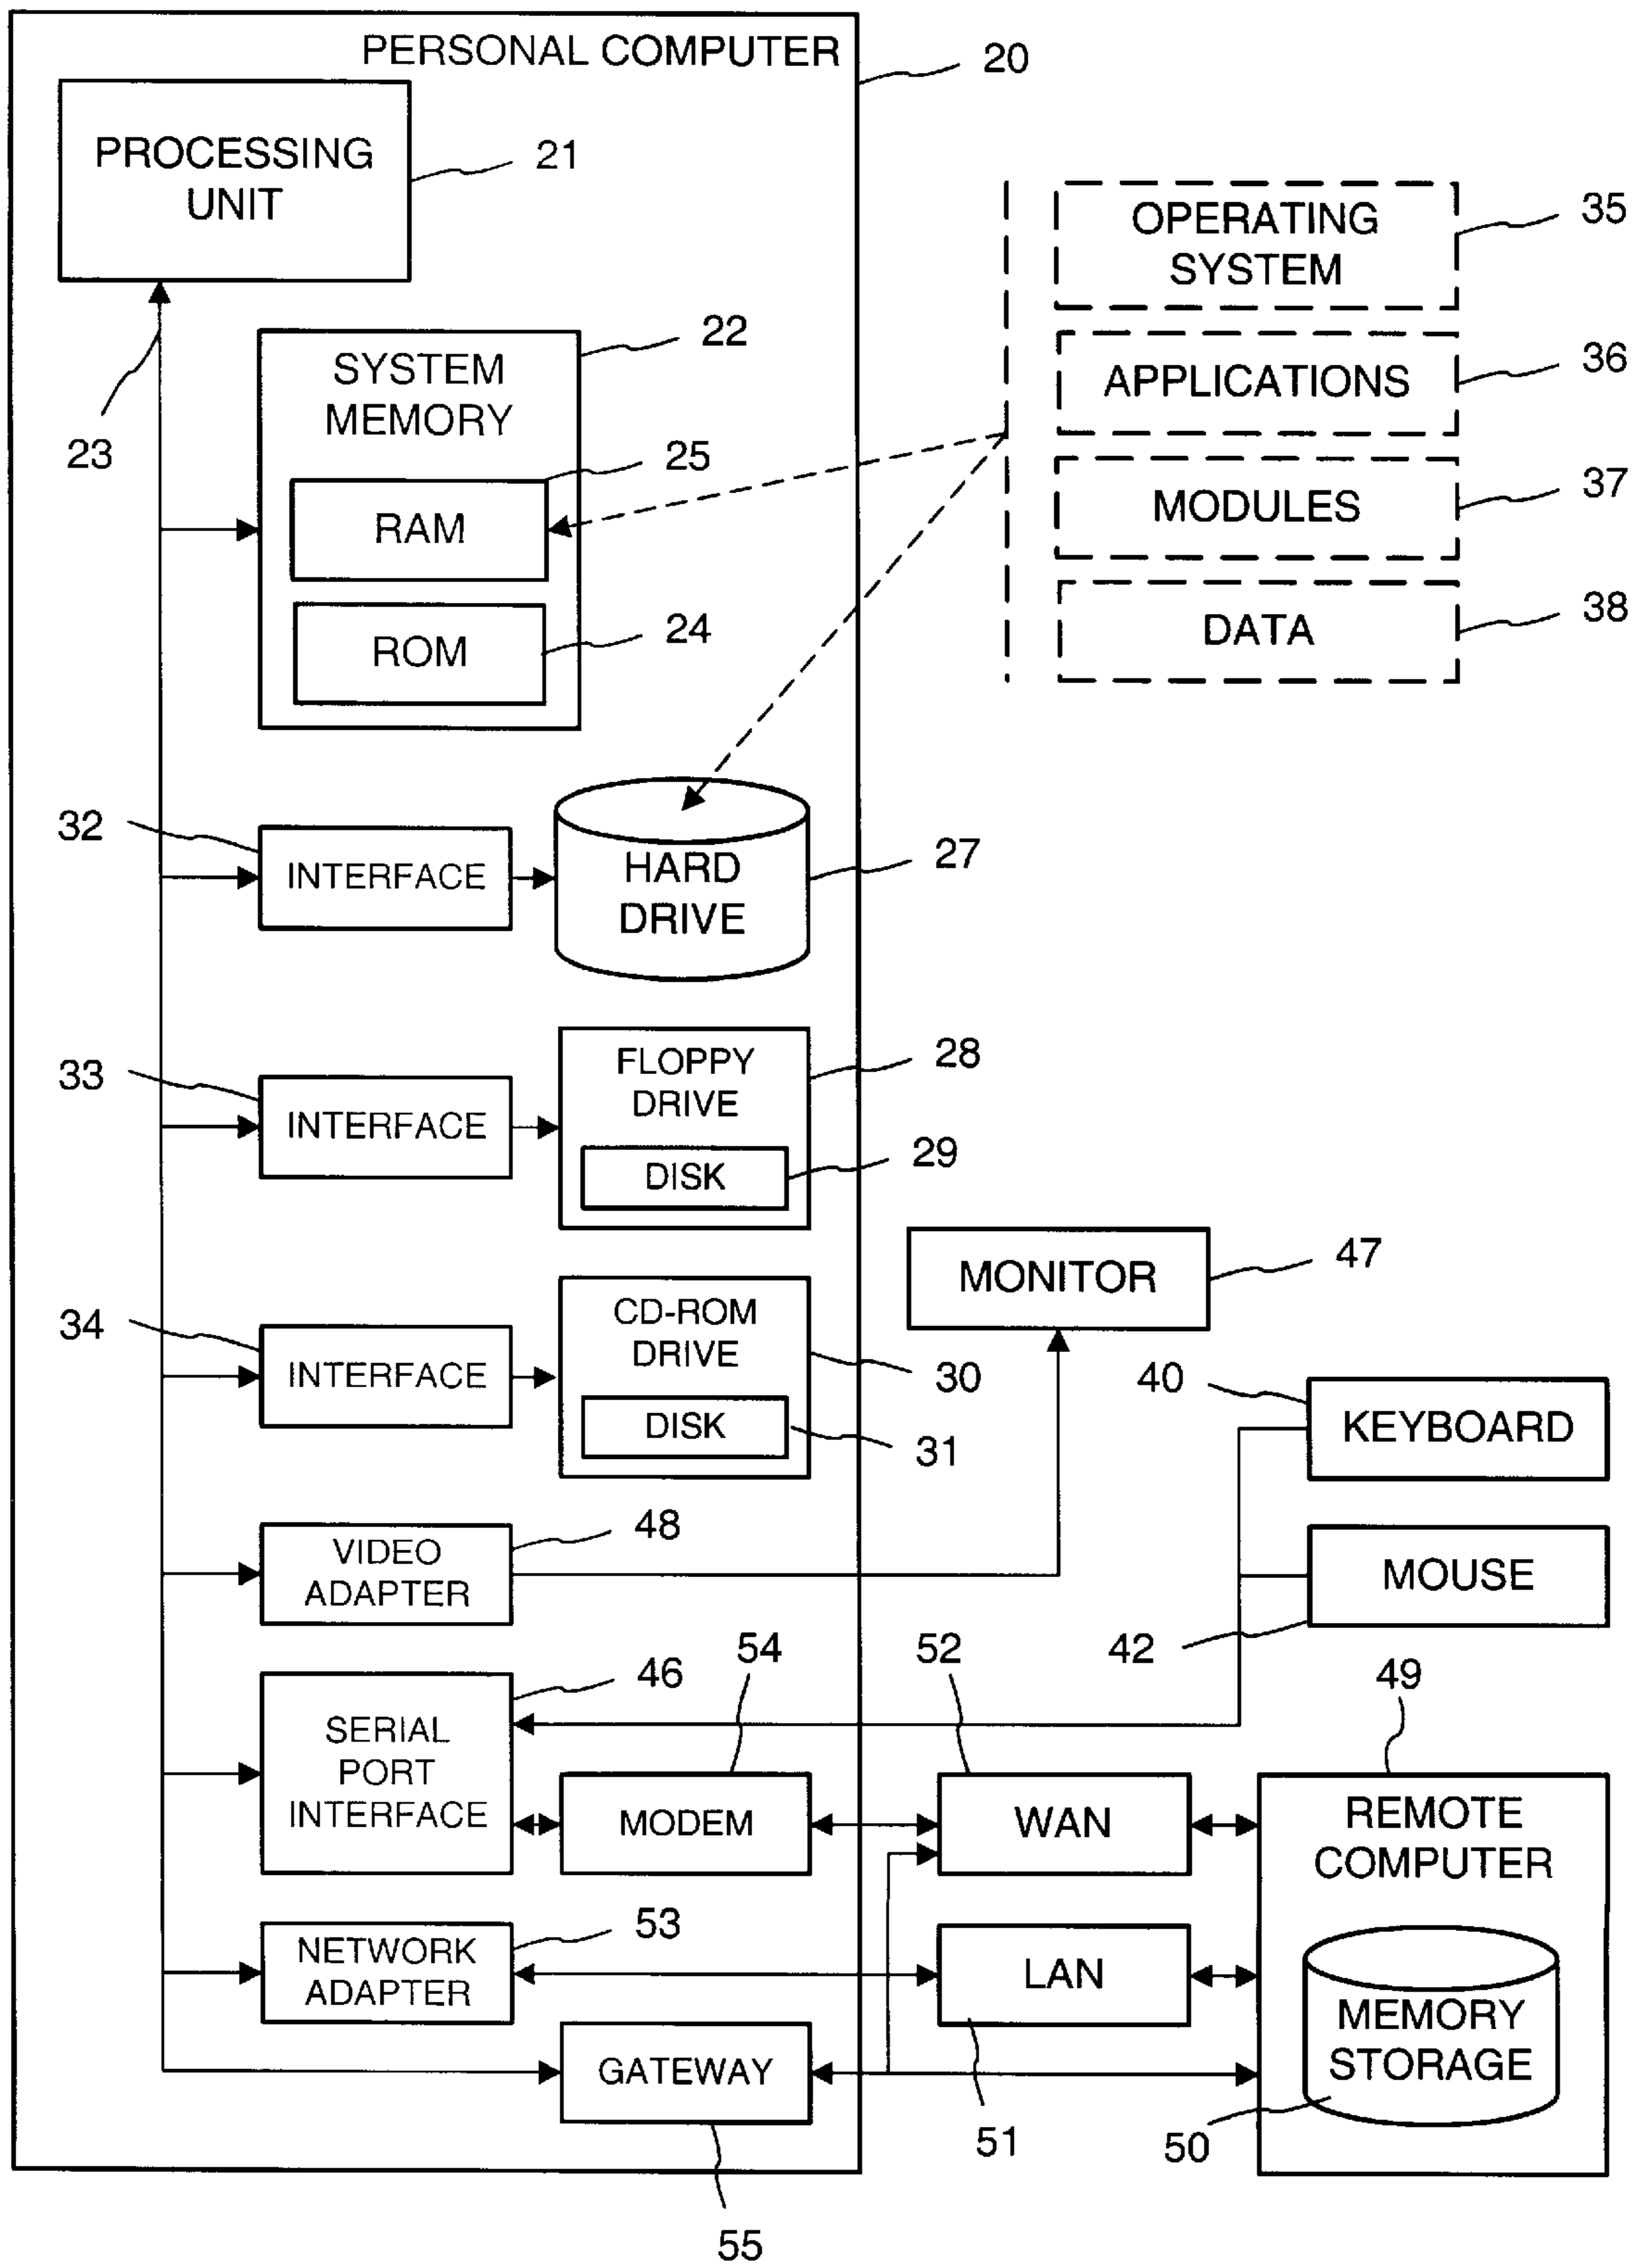 PERSONAL COMPUTER
20
PROCESSING
UNIT
21
23
SYSTEM
MEMORY
22
RAM
25
ROM
24
OPERATING
SYSTEM
35
APPLICATIONS
36
MODULES
37
DATA
38
32
INTERFACE
HARD
DRIVE
27
33
INTERFACE
FLOPPY
DRIVE
28
DISK
29
34
INTERFACE
CD-ROM
DRIVE
30
DISK
31
MONITOR
47
40
KEYBOARD
MOUSE
42
VIDEO
ADAPTER
48
SERIAL
PORT
INTERFACE
46
54
MODEM
52
WAN
49
REMOTE
COMPUTER
NETWORK
ADAPTER
53
LAN
51
MEMORY
STORAGE
50
GATEWAY
55